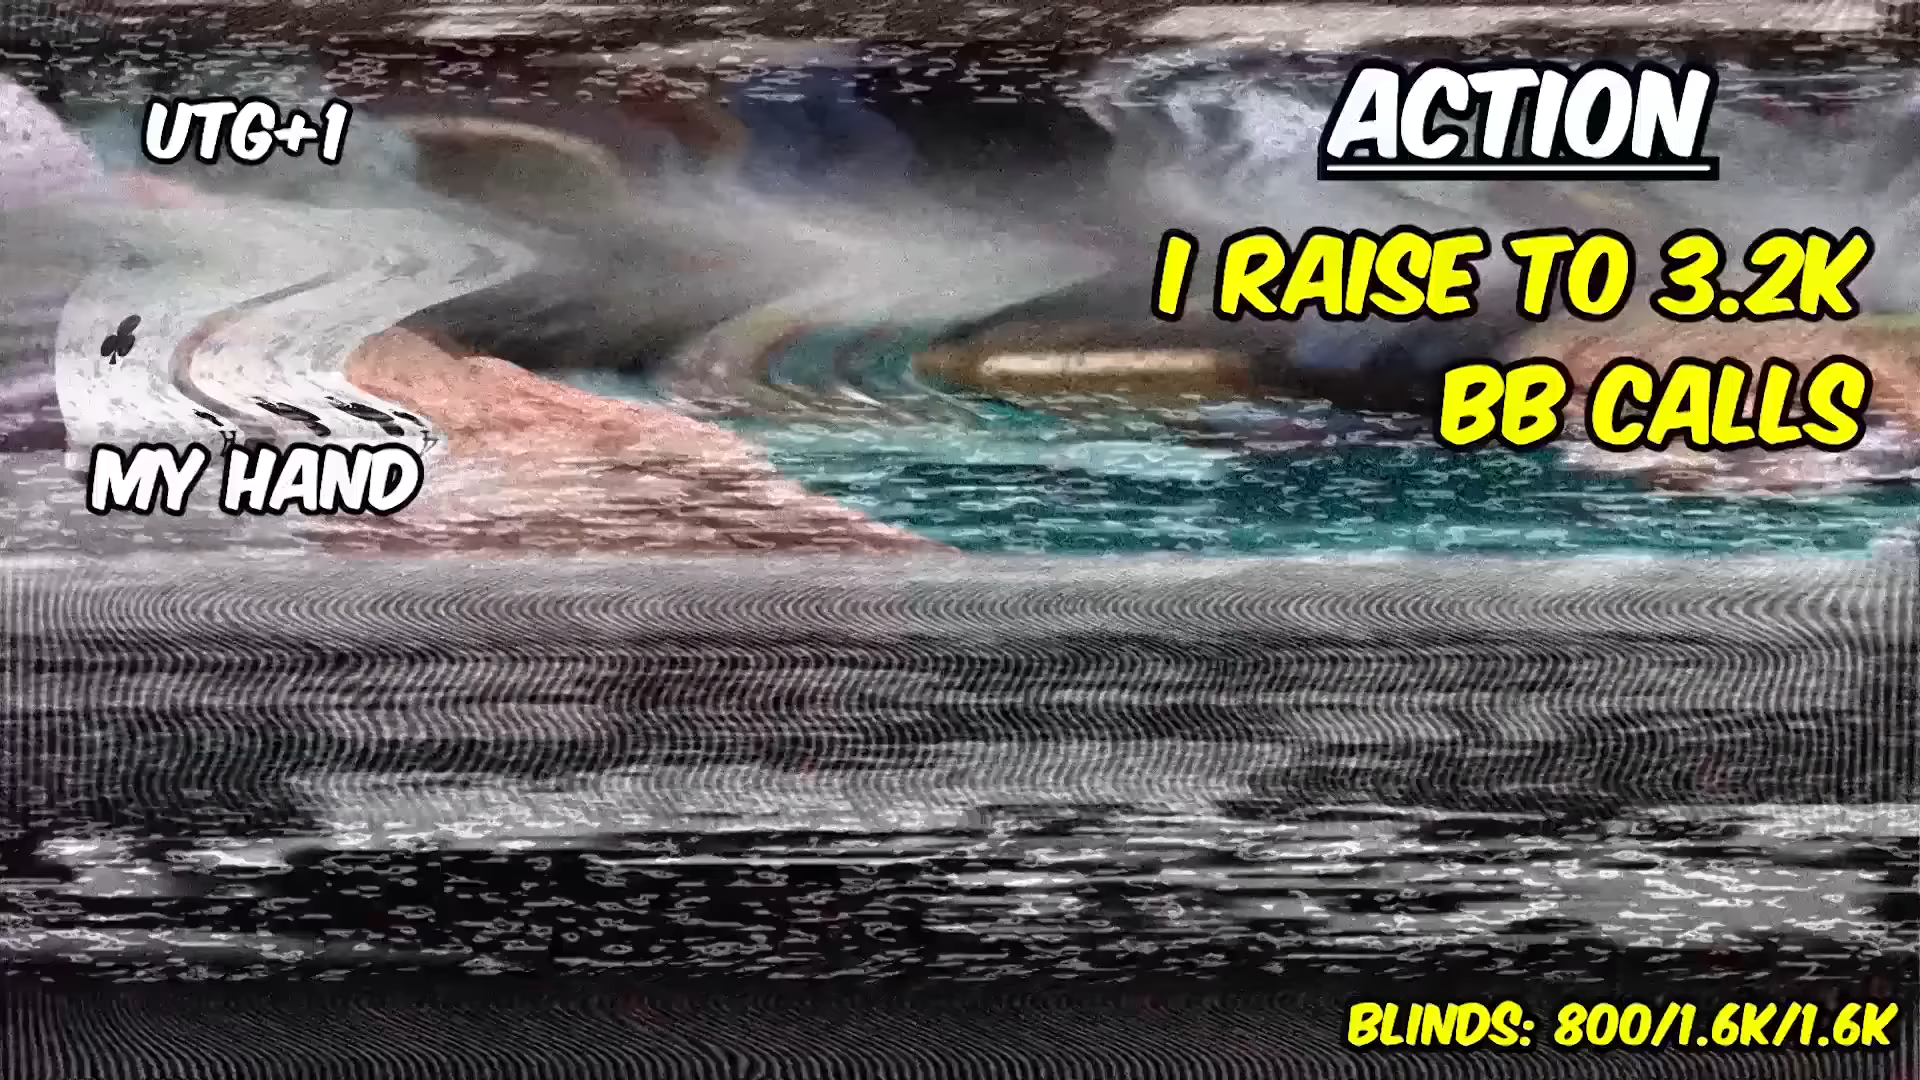 UTG+1
ACTION
I RAISE TO 3.2K
BB CALLS
MY HAND
BLINDS: 800/1.6K/1.6K